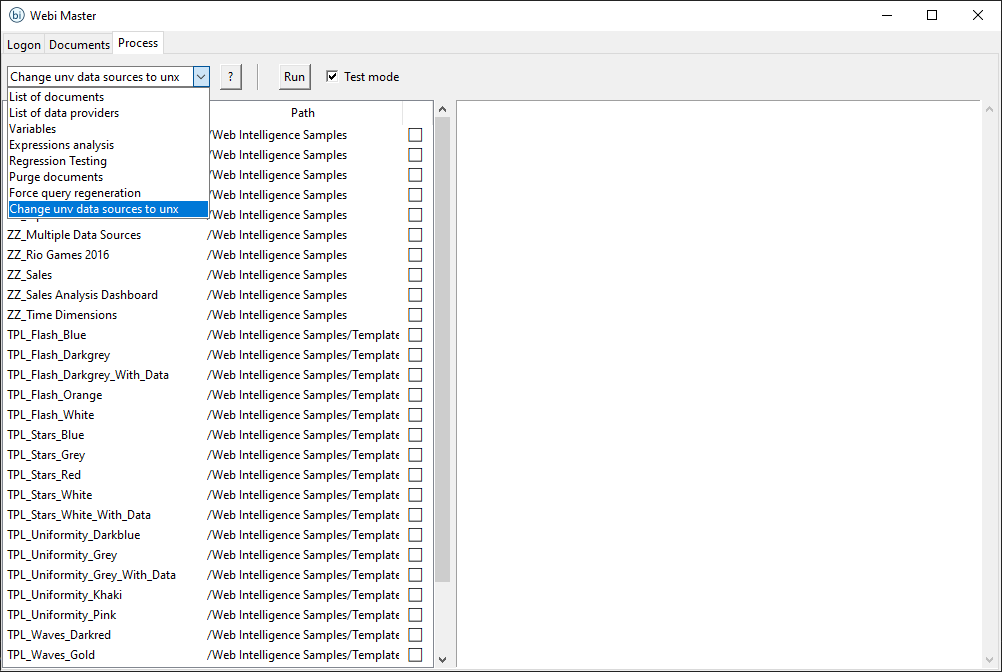 bi Webi Master
Logon Documents Process
Change unv data sources to unx ? Run Test mode
List of documents
List of data providers
Variables
Expressions analysis
Regression Testing
Purge documents
Force query regeneration
Change unv data sources to unx
Path
/Web Intelligence Samples
/Web Intelligence Samples
/Web Intelligence Samples
/Web Intelligence Samples
/Web Intelligence Samples
ZZ_Multiple Data Sources /Web Intelligence Samples
ZZ_Rio Games 2016 /Web Intelligence Samples
ZZ_Sales /Web Intelligence Samples
ZZ_Sales Analysis Dashboard /Web Intelligence Samples
ZZ_Time Dimensions /Web Intelligence Samples
TPL_Flash_Blue /Web Intelligence Samples/Template
TPL_Flash_Darkgrey /Web Intelligence Samples/Template
TPL_Flash_Darkgrey_With_Data /Web Intelligence Samples/Template
TPL_Flash_Orange /Web Intelligence Samples/Template
TPL_Flash_White /Web Intelligence Samples/Template
TPL_Stars_Blue /Web Intelligence Samples/Template
TPL_Stars_Grey /Web Intelligence Samples/Template
TPL_Stars_Red /Web Intelligence Samples/Template
TPL_Stars_White /Web Intelligence Samples/Template
TPL_Stars_White_With_Data /Web Intelligence Samples/Template
TPL_Uniformity_Darkblue /Web Intelligence Samples/Template
TPL_Uniformity_Grey /Web Intelligence Samples/Template
TPL_Uniformity_Grey_With_Data /Web Intelligence Samples/Template
TPL_Uniformity_Khaki /Web Intelligence Samples/Template
TPL_Uniformity_Pink /Web Intelligence Samples/Template
TPL_Waves_Darkred /Web Intelligence Samples/Template
TPL_Waves_Gold /Web Intelligence Samples/Template